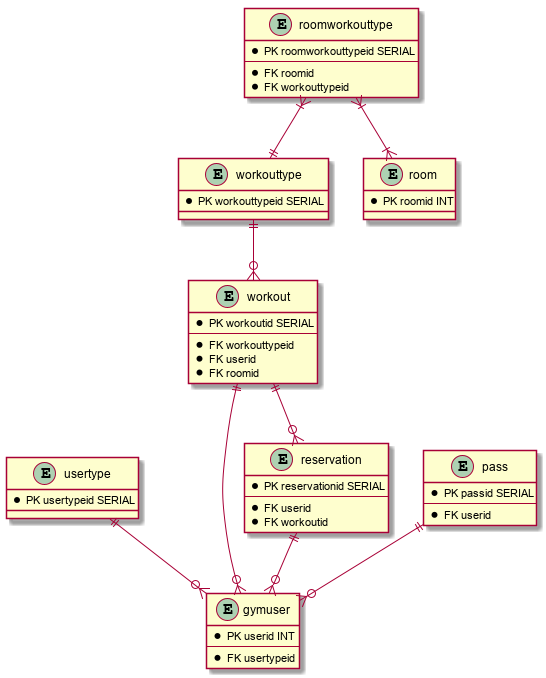 E roomworkouttype
PK roomworkouttypeid SERIAL
FK roomid
FK workouttypeid
E workouttype
PK workouttypeid SERIAL
E room
PK roomid INT
E workout
PK workoutid SERIAL
FK workouttypeid
FK userid
FK roomid
E usertype
PK usertypeid SERIAL
E reservation
PK reservationid SERIAL
FK userid
FK workoutid
E pass
PK passid SERIAL
FK userid
E gymuser
PK userid INT
FK usertypeid